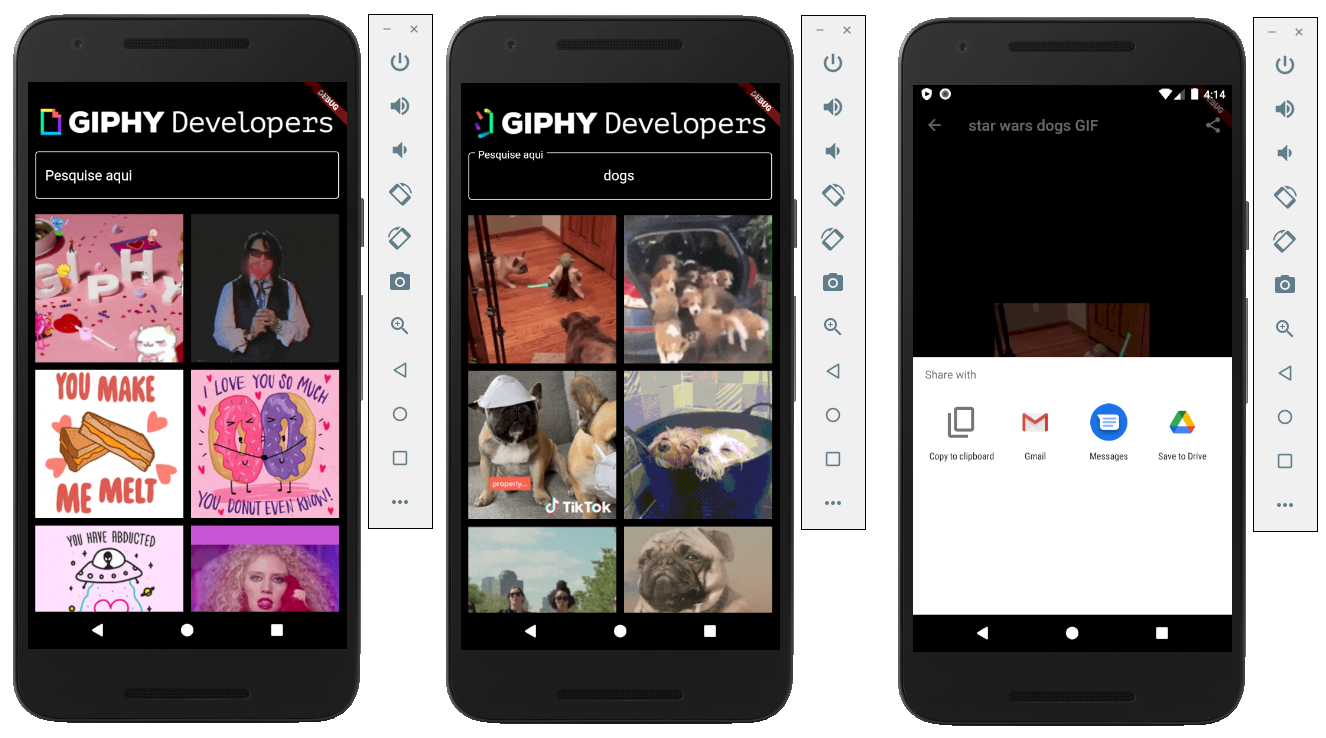 DEBUG
GIPHY Developers
Pesquise aqui
GIPHY
YOU MAKE
ME MELT
I LOVE YOU SO MUCH
YOU DONUT EVEN KNOW!
YOU HAVE ABDUCTED
DEBUG
GIPHY Developers
Pesquise aqui
dogs
properly...
TikTok
4:14
DEBUG
star wars dogs GIF
Share with
Copy to clipboard
Gmail
Messages
Save to Drive